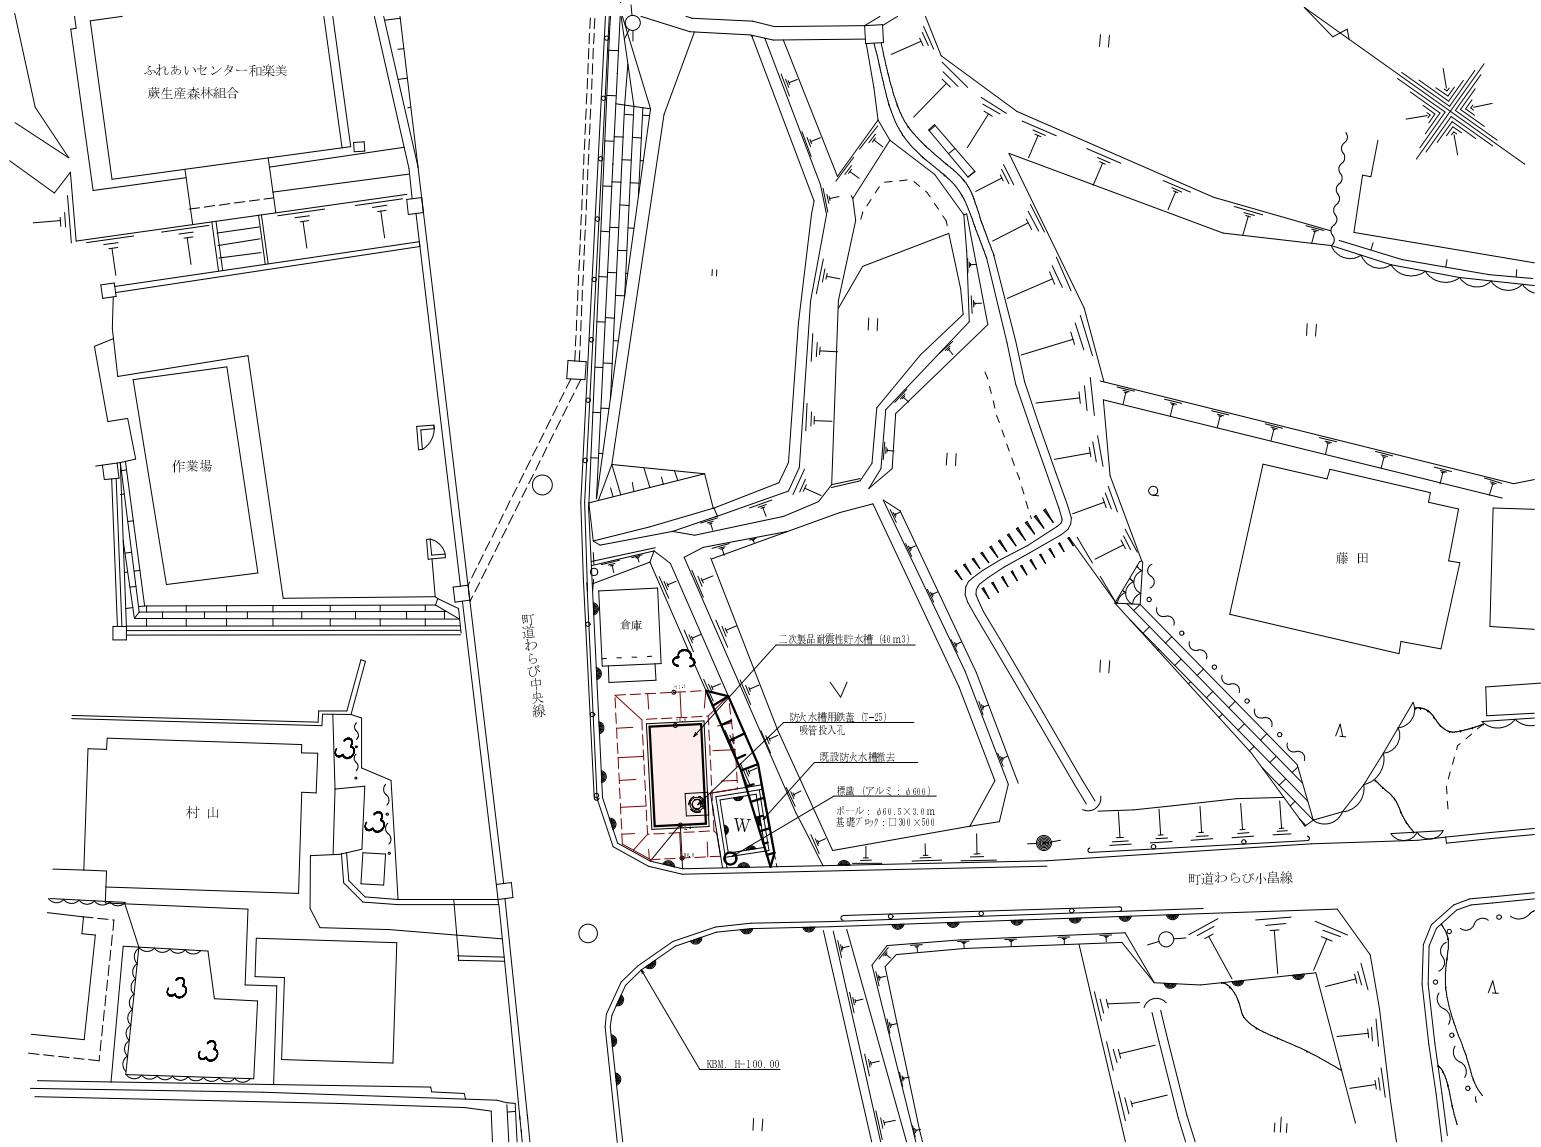 ふれあいセンター和楽美
蕨生産森林組合
作業場
倉庫
町道わらび中央線
二次製品耐震性貯水槽 (40m3)
防火水槽用鉄蓋 (T-25)
吸管投入孔
既設防火水槽撤去
標識 (アルミ : φ600)
ポール : φ60.5×3.0m
基礎ブロック : □300×500
W
藤 田
村 山
町道わらび小畠線
KBM. H=100.00